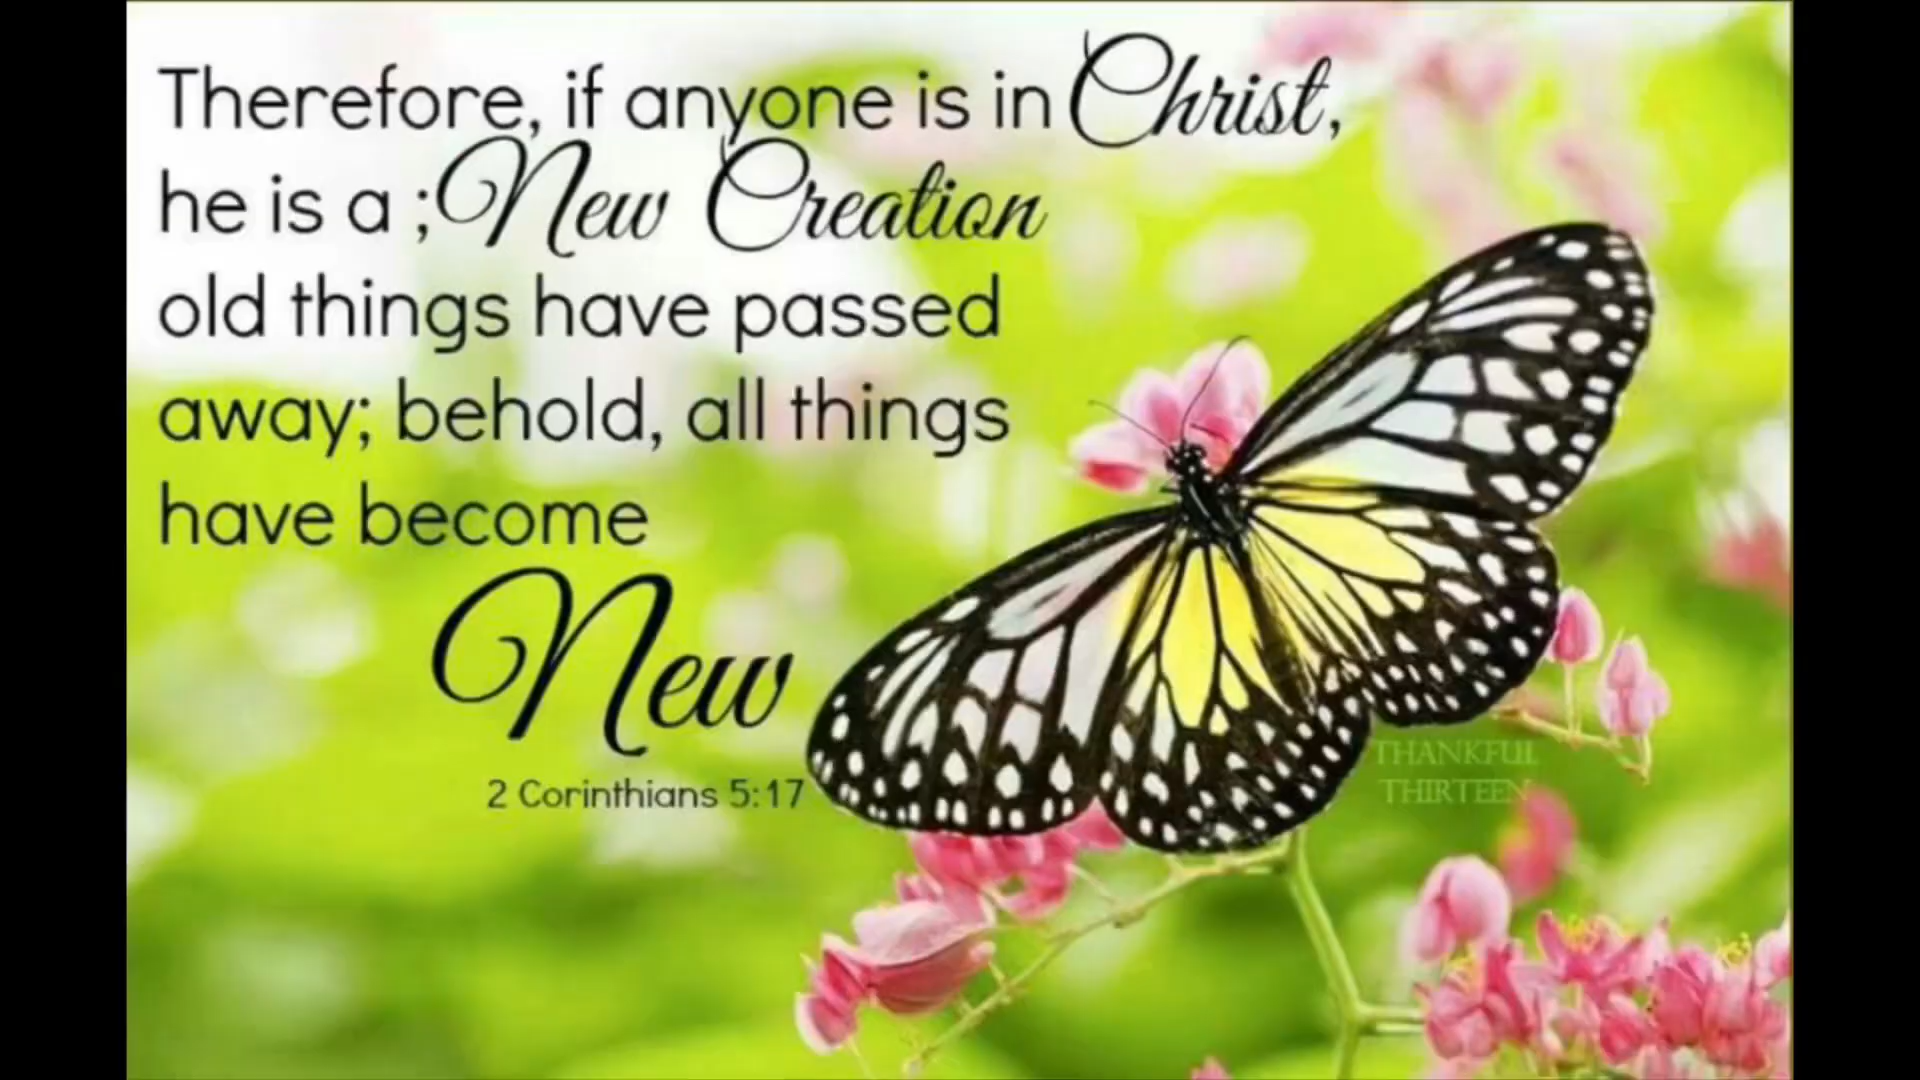 Therefore, if anyone is in Christ,
he is a ;New Creation
old things have passed
away; behold, all things
have become
New
2 Corinthians 5:17
THANKFUL
THIRTEEN